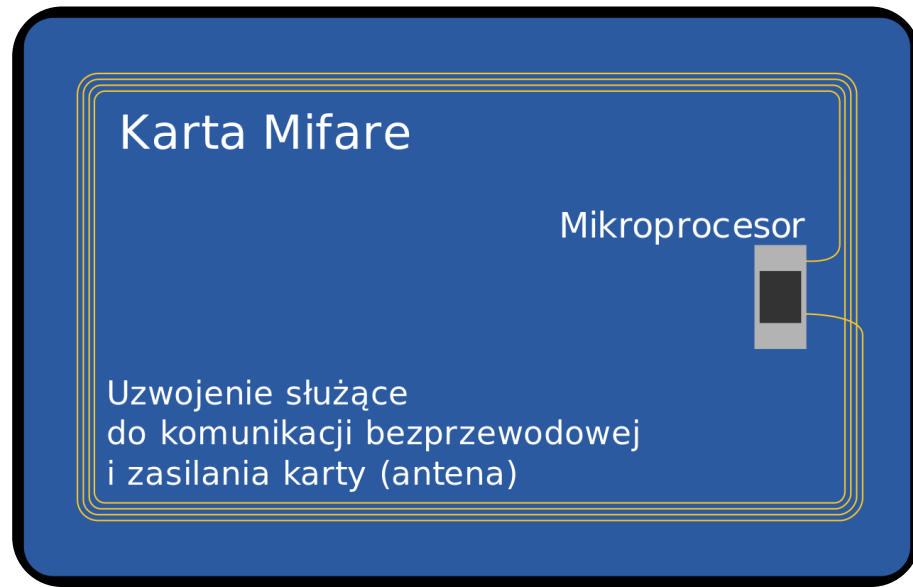 Karta Mifare
Mikroprocesor
Uzwojenie służące
do komunikacji bezprzewodowej
i zasilania karty (antena)